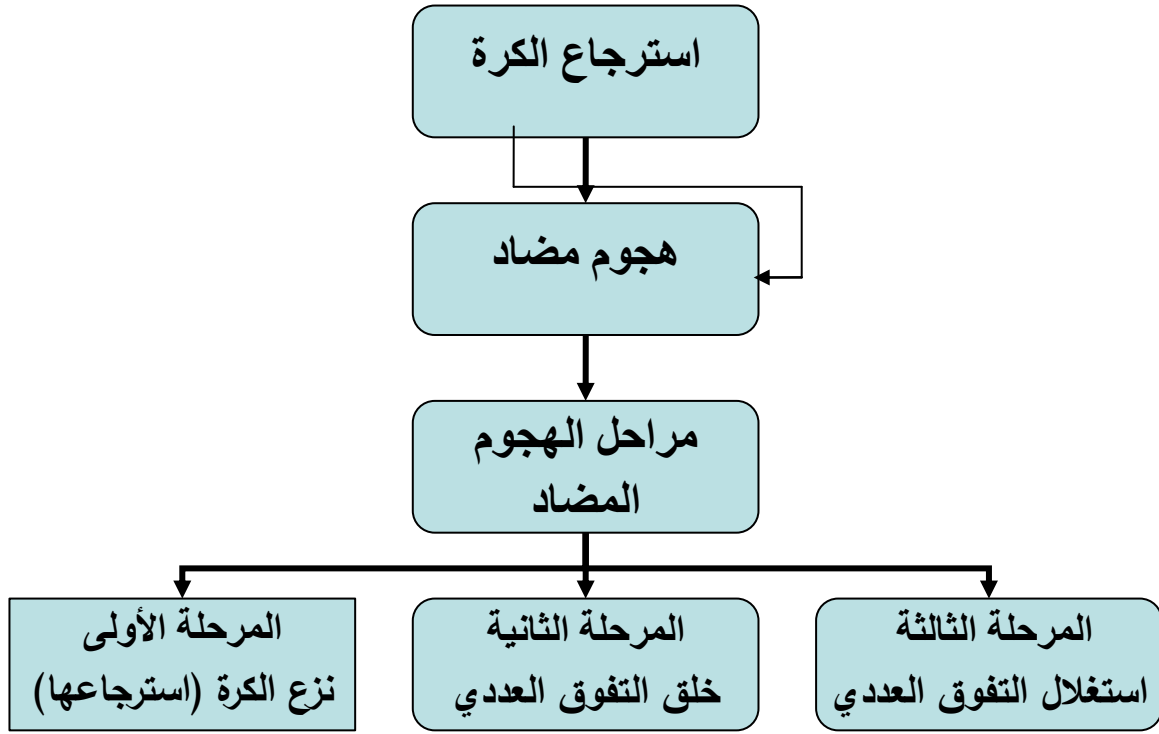 استرجاع الكرة
هجوم مضاد
مراحل الهجوم
المضاد
المرحلة الأولى
نزع الكرة (استرجاعها)
المرحلة الثانية
خلق التفوق العددي
المرحلة الثالثة
استغلال التفوق العددي